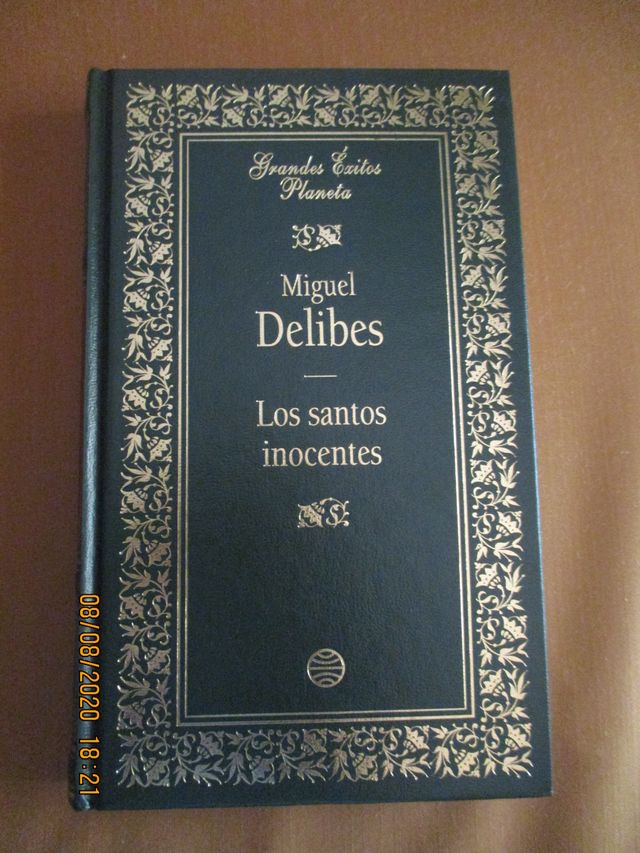 Grandes Éxitos
Planeta
Miguel
Delibes
Los santos
inocentes
08/08/2020 18:21